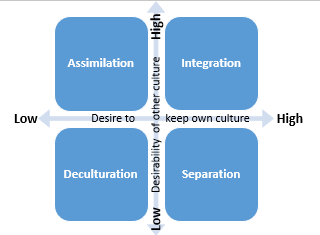 High
Assimilation
Integration
Desirability of other culture
Low
Desire to keep own culture
High
Deculturation
Separation
Low